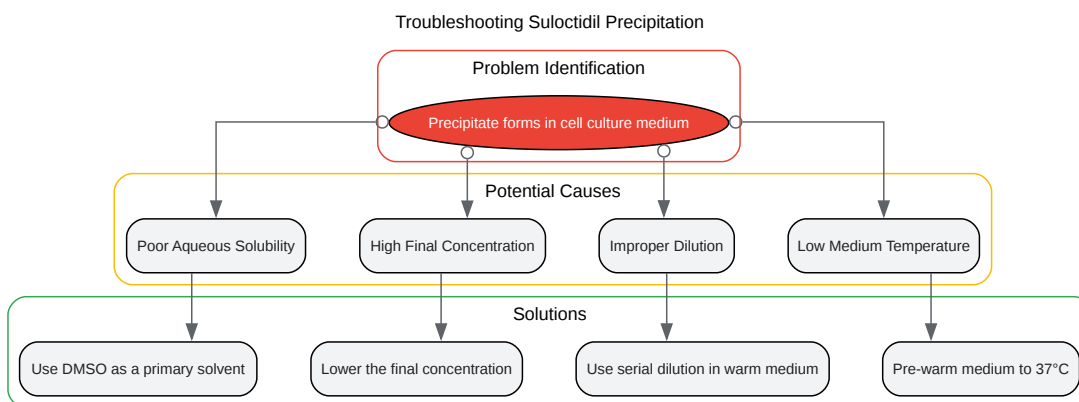 Troubleshooting Suloctidil Precipitation
Problem Identification
Precipitate forms in cell culture medium
Potential Causes
Poor Aqueous Solubility
High Final Concentration
Improper Dilution
Low Medium Temperature
Solutions
Use DMSO as a primary solvent
Lower the final concentration
Use serial dilution in warm medium
Pre-warm medium to 37°C